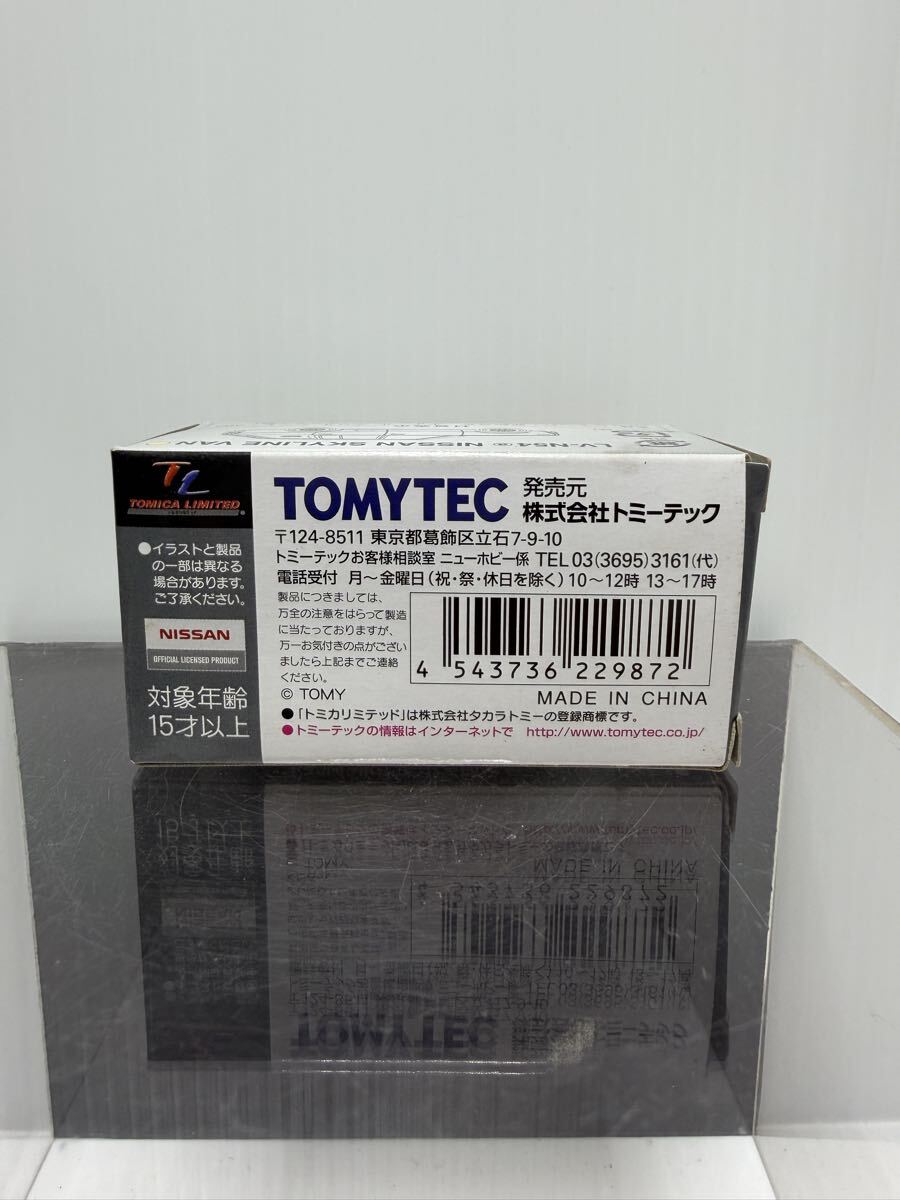 LV-N54 NISSAN SKYLINE VAN
TL
TOMICA LIMITED
●イラストと製品
の一部は異なる
場合があります。
ご了承ください。
NISSAN
OFFICIAL LICENSED PRODUCT
対象年齢
15才以上
TOMYTEC 発売元
株式会社トミーテック
〒124-8511 東京都葛飾区立石7-9-10
トミーテックお客様相談室 ニューホビー係 TEL 03(3695)3161(代)
電話受付 月～金曜日(祝・祭・休日を除く)10～12時 13～17時
製品につきましては、
万全の注意をはらって製造
に当たっておりますが、
万一お気付きの点がござい
ましたら上記までご連絡
ください。
4 543736 229872
© TOMY MADE IN CHINA
●「トミカリミテッド」は株式会社タカラトミーの登録商標です。
●トミーテックの情報はインターネットで http://www.tomytec.co.jp/